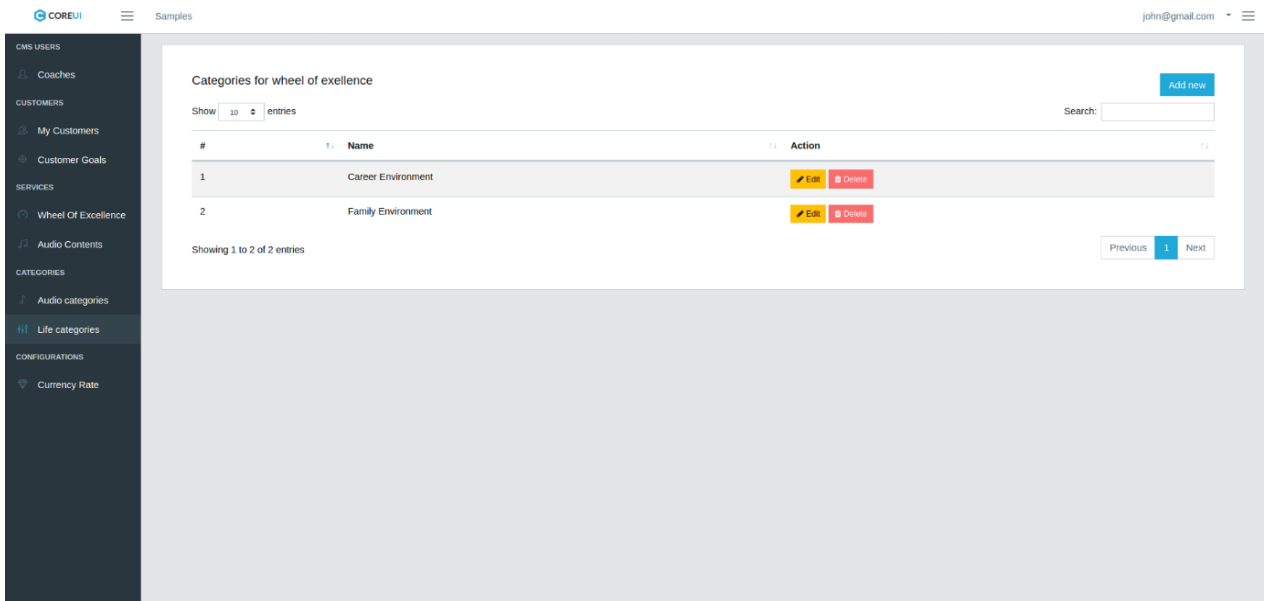 COREUI
Samples
john@gmail.com
CMS USERS
Coaches
CUSTOMERS
My Customers
Customer Goals
SERVICES
Wheel Of Excellence
Audio Contents
CATEGORIES
Audio categories
Life categories
CONFIGURATIONS
Currency Rate
Categories for wheel of exellence
Add new
Show 10 entries
Search:
# Name Action
1 Career Environment Edit Delete
2 Family Environment Edit Delete
Showing 1 to 2 of 2 entries
Previous 1 Next